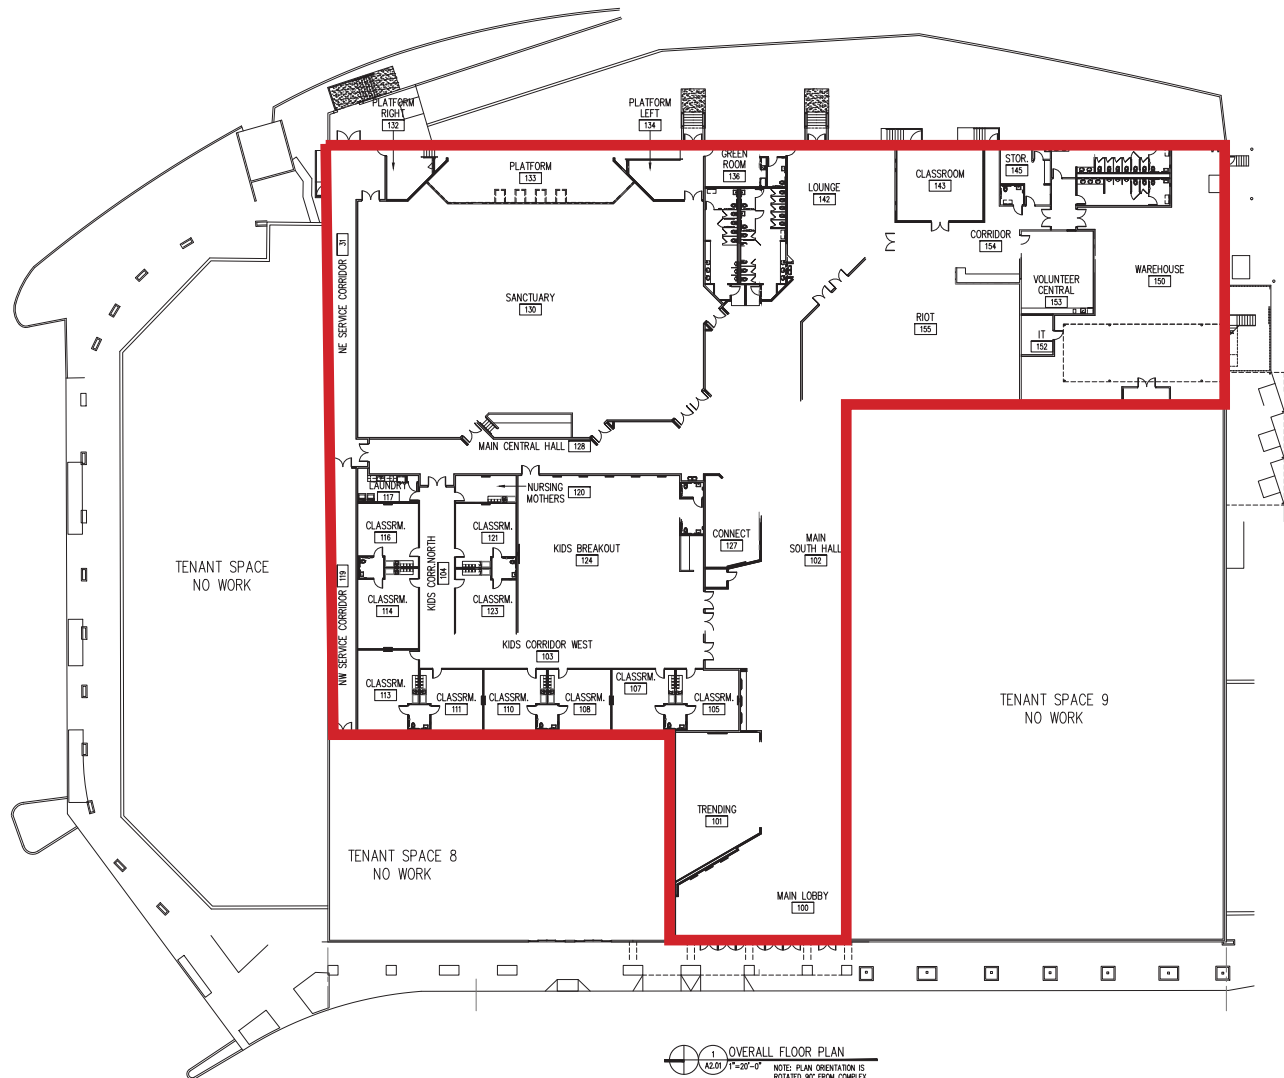 PLATFORM
RIGHT
132
PLATFORM
LEFT
134
PLATFORM
133
GREEN
ROOM
136
LOUNGE
142
CLASSROOM
143
STOR.
145
CORRIDOR
154
NE SERVICE CORRIDOR 31
SANCTUARY
130
VOLUNTEER
CENTRAL
153
WAREHOUSE
150
RIOT
155
IT
152
MAIN CENTRAL HALL 128
LAUNDRY
117
NURSING
MOTHERS
120
CLASSRM.
116
CLASSRM.
121
CONNECT
127
KIDS BREAKOUT
124
MAIN
SOUTH HALL
102
TENANT SPACE
NO WORK
NW SERVICE CORRIDOR 119
KIDS CORR.NORTH
104
CLASSRM.
114
CLASSRM.
123
KIDS CORRIDOR WEST
103
CLASSRM.
113
CLASSRM.
111
CLASSRM.
110
CLASSRM.
108
CLASSRM.
107
CLASSRM.
105
TENANT SPACE 9
NO WORK
TRENDING
101
TENANT SPACE 8
NO WORK
MAIN LOBBY
100
1
A2.01
OVERALL FLOOR PLAN
1"=20'-0"
NOTE: PLAN ORIENTATION IS
ROTATED 90° FROM COMPLEX